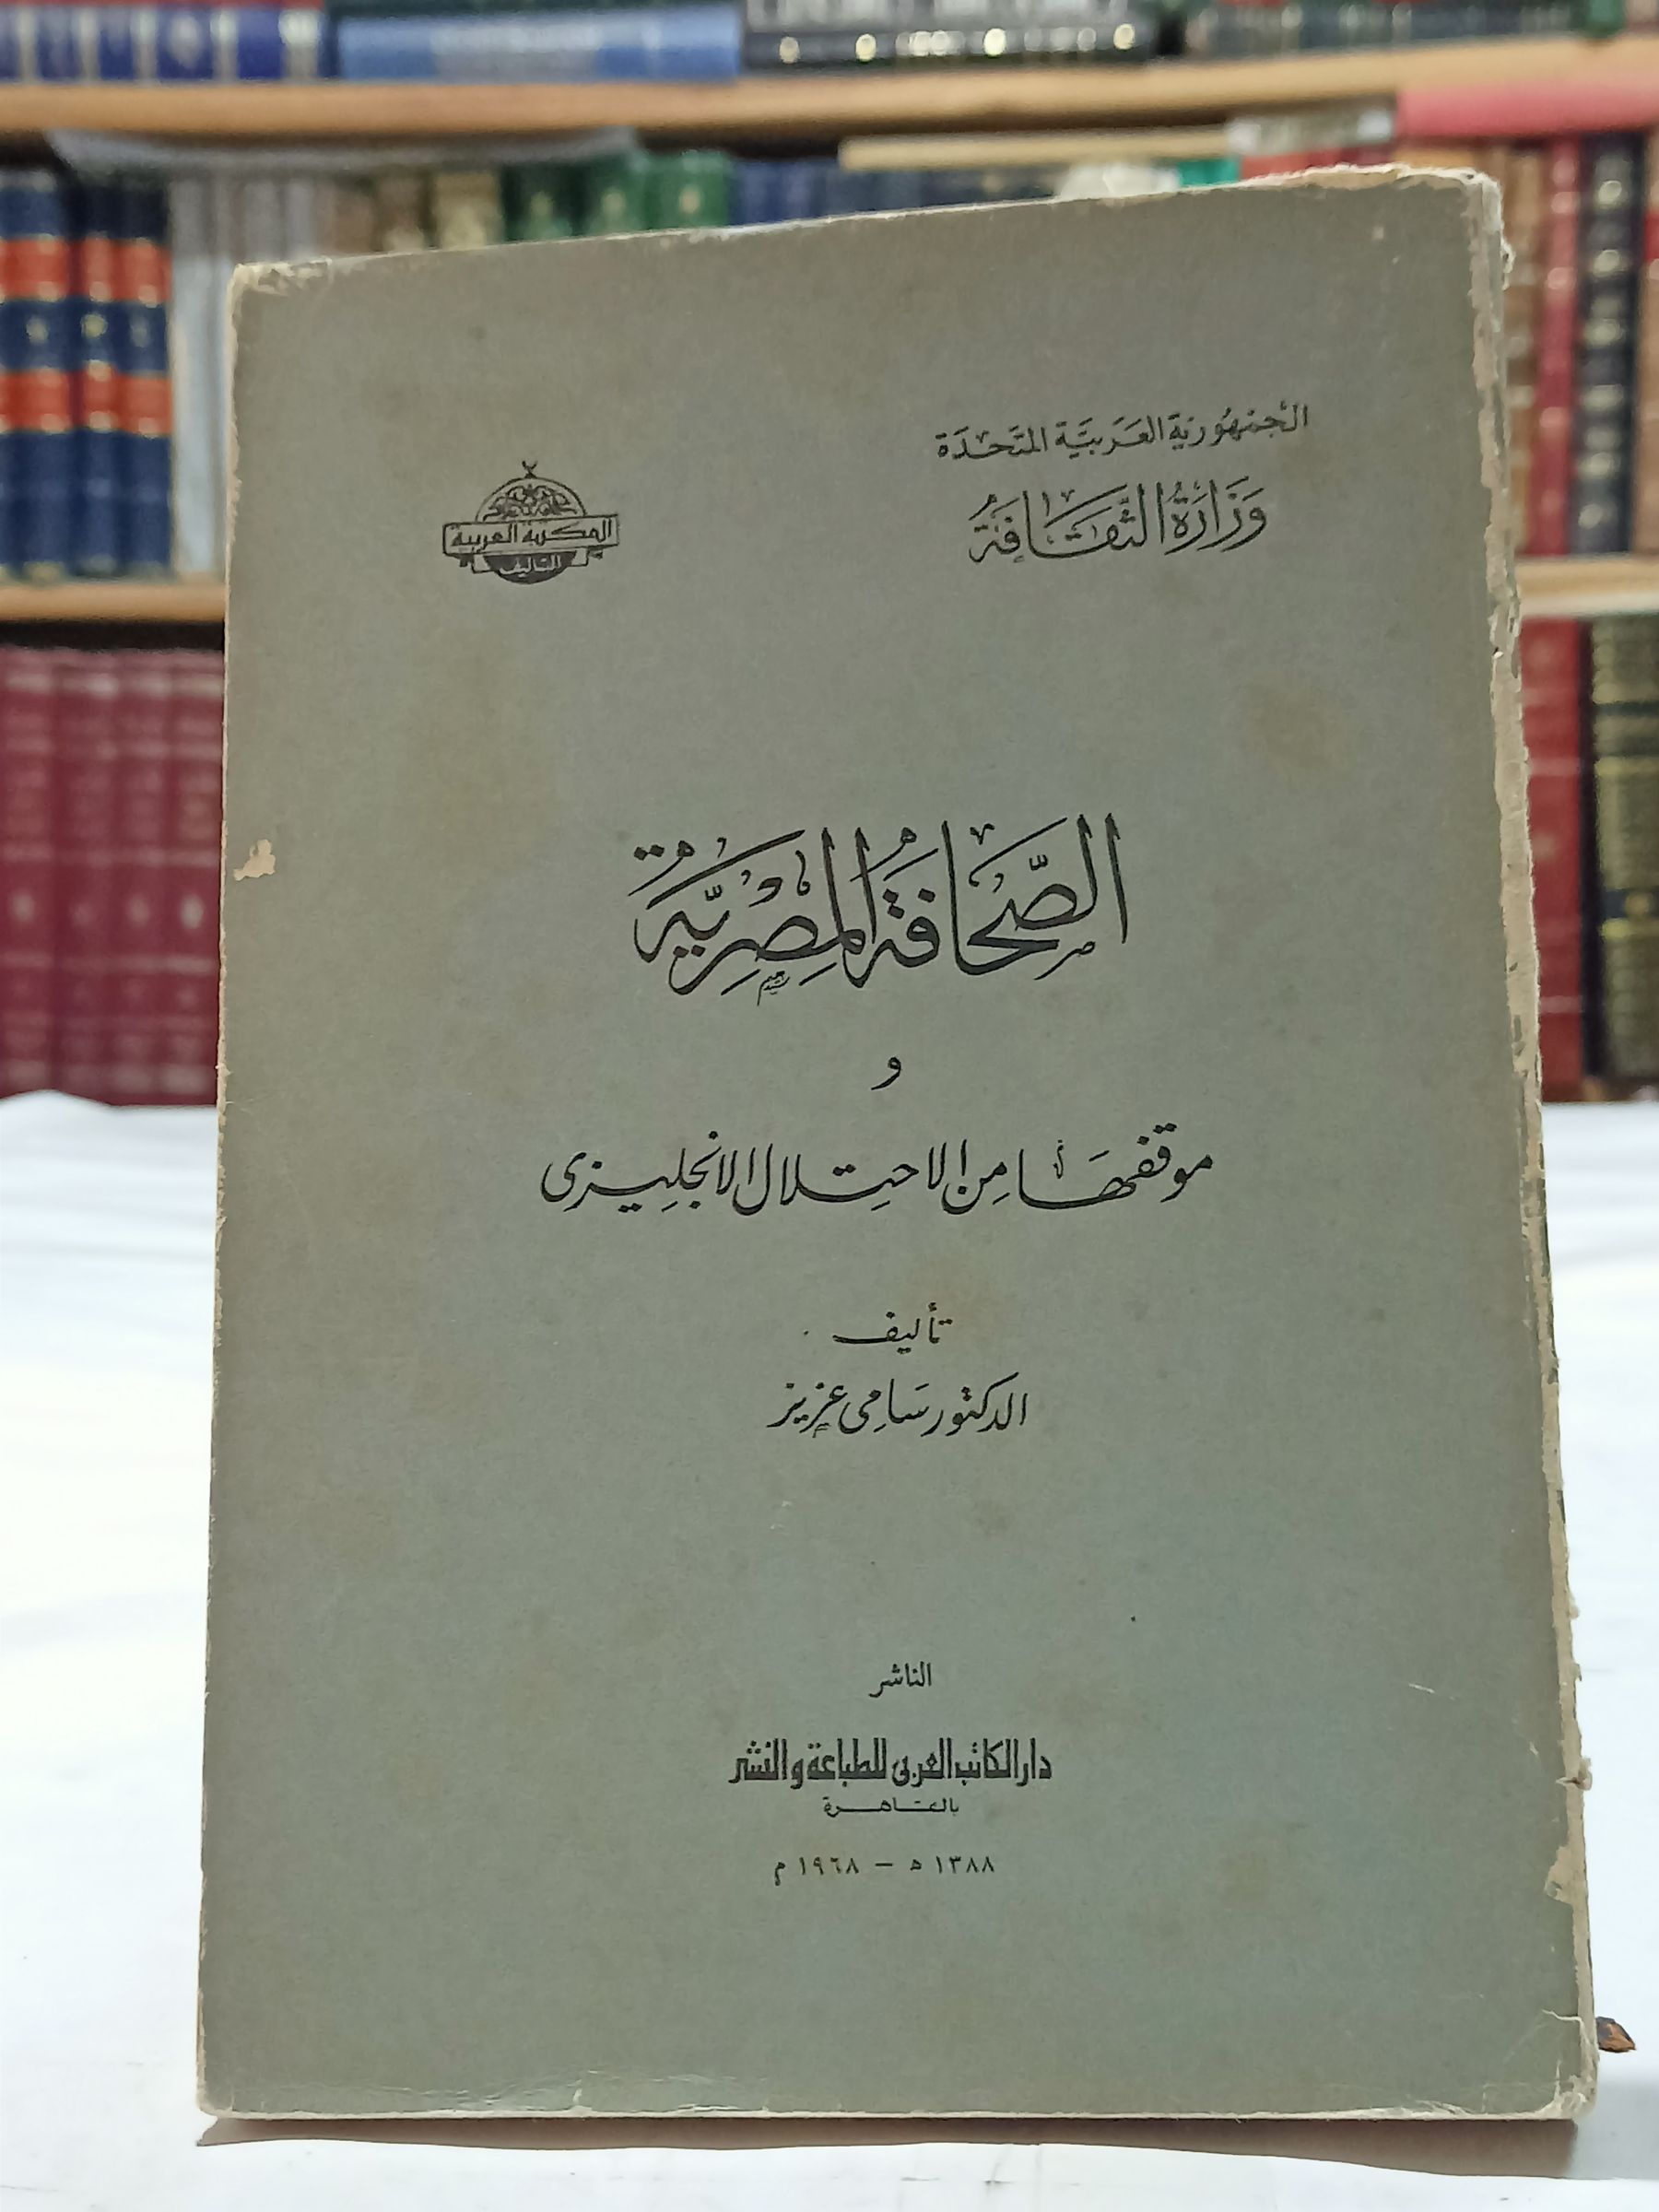 الجمهورية العربية المتحدة
وزارة الثقافة
المكتبة العربية
التأليف
الصحافة المصرية
و
موقفها من الاحتلال الانجليزى
تأليف
الدكتور سامى عزيز
الناشر
دار الكاتب العربى للطباعة والنشر
بالقاهرة
١٣٨٨ ه - ١٩٦٨ م